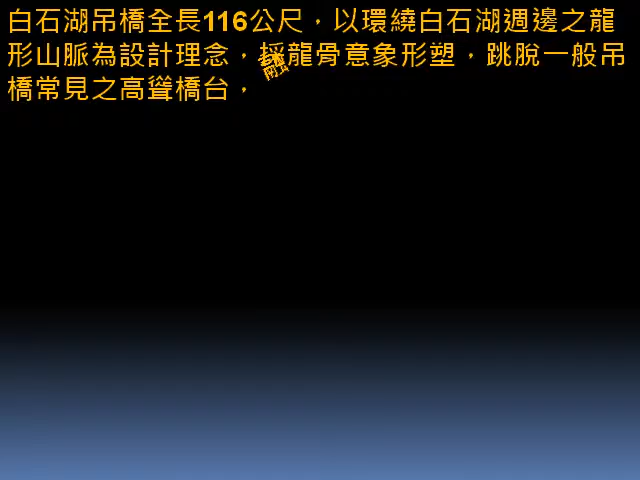 白石湖吊橋全長116公尺，以環繞白石湖週邊之龍
形山脈為設計理念，採龍骨意象形塑，跳脫一般吊
橋常見之高聳橋台，
融